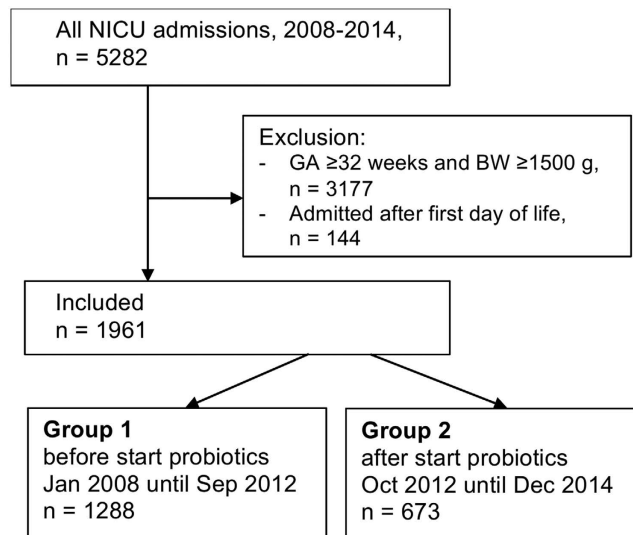 All NICU admissions, 2008-2014,
n = 5282
Exclusion:
- GA ≥32 weeks and BW ≥1500 g,
n = 3177
- Admitted after first day of life,
n = 144
Included
n = 1961
Group 1
before start probiotics
Jan 2008 until Sep 2012
n = 1288
Group 2
after start probiotics
Oct 2012 until Dec 2014
n = 673